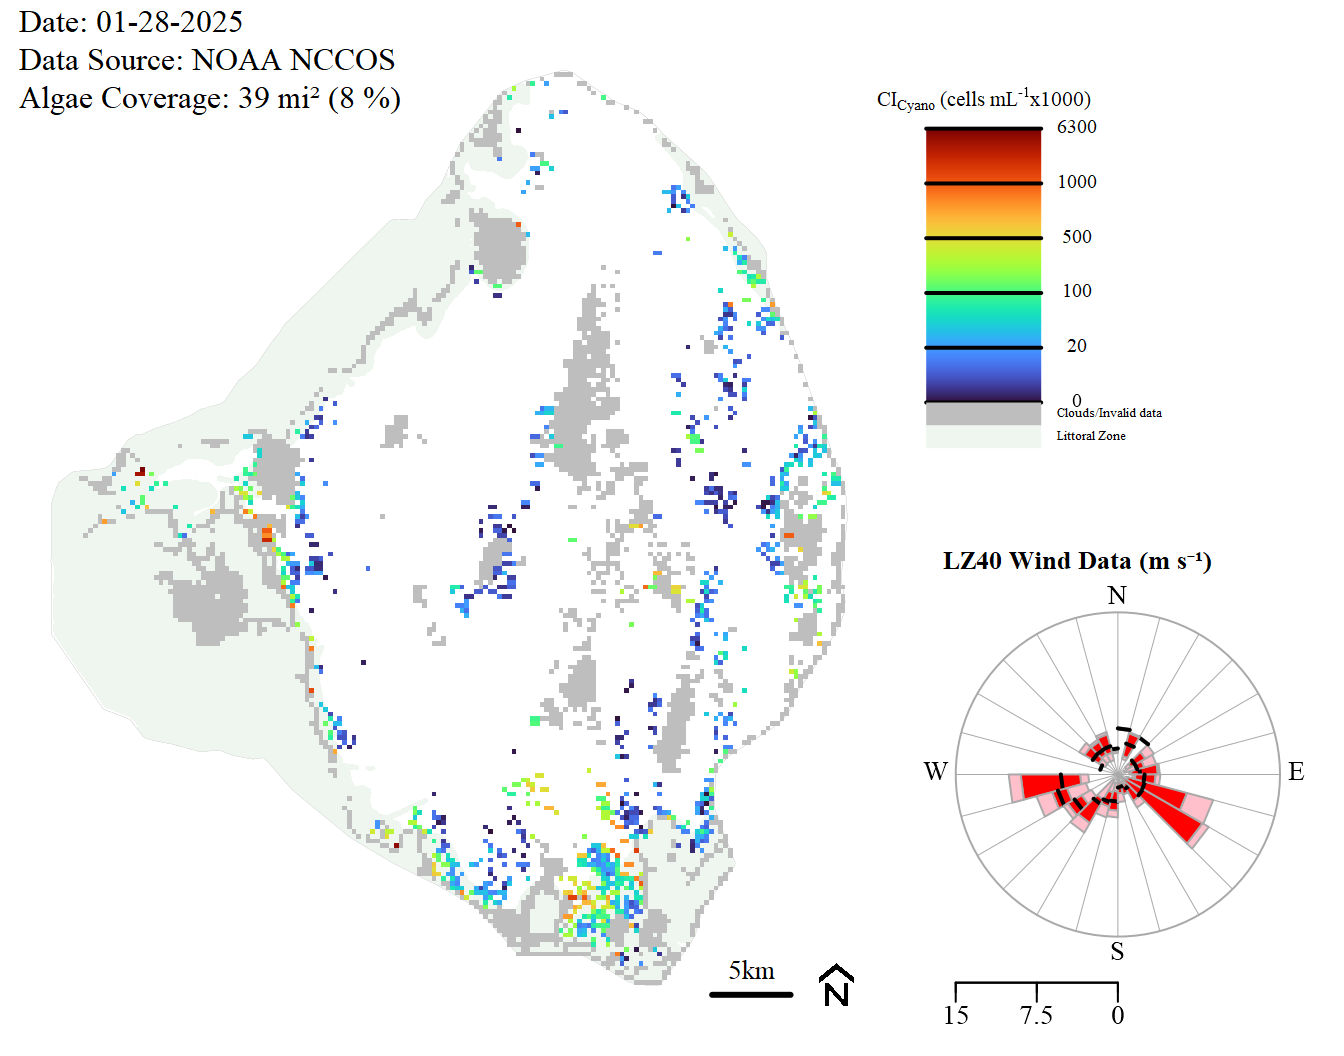 Date: 01-28-2025
Data Source: NOAA NCCOS
Algae Coverage: 39 mi² (8 %)
CICyano (cells mL-1x1000)
6300
1000
500
100
20
0
Clouds/Invalid data
Littoral Zone
LZ40 Wind Data (m s⁻¹)
N
W
E
S
5km
N
15 7.5 0